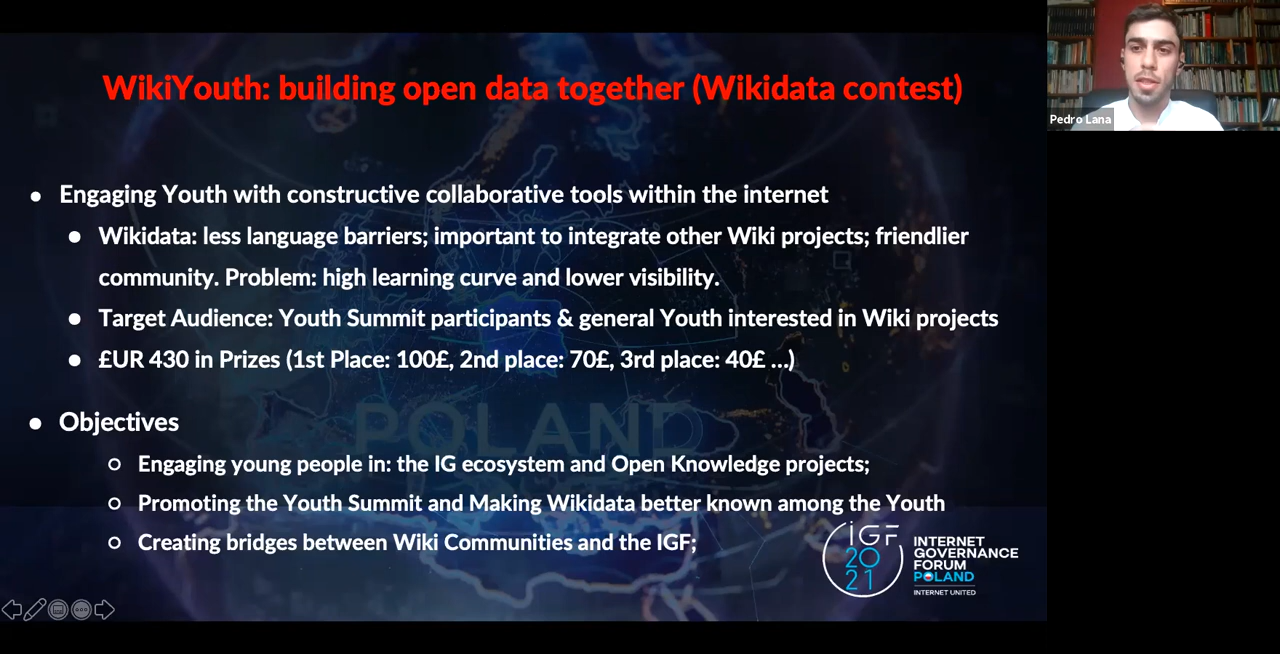 WikiYouth: building open data together (Wikidata contest)
Pedro Lana
● Engaging Youth with constructive collaborative tools within the internet
● Wikidata: less language barriers; important to integrate other Wiki projects; friendlier
community. Problem: high learning curve and lower visibility.
● Target Audience: Youth Summit participants & general Youth interested in Wiki projects
● £UR 430 in Prizes (1st Place: 100£, 2nd place: 70£, 3rd place: 40£ ...)
POLAND
● Objectives
○ Engaging young people in: the IG ecosystem and Open Knowledge projects;
○ Promoting the Youth Summit and Making Wikidata better known among the Youth
○ Creating bridges between Wiki Communities and the IGF;
IGF
20
21
INTERNET
GOVERNANCE
FORUM
POLAND
INTERNET UNITED